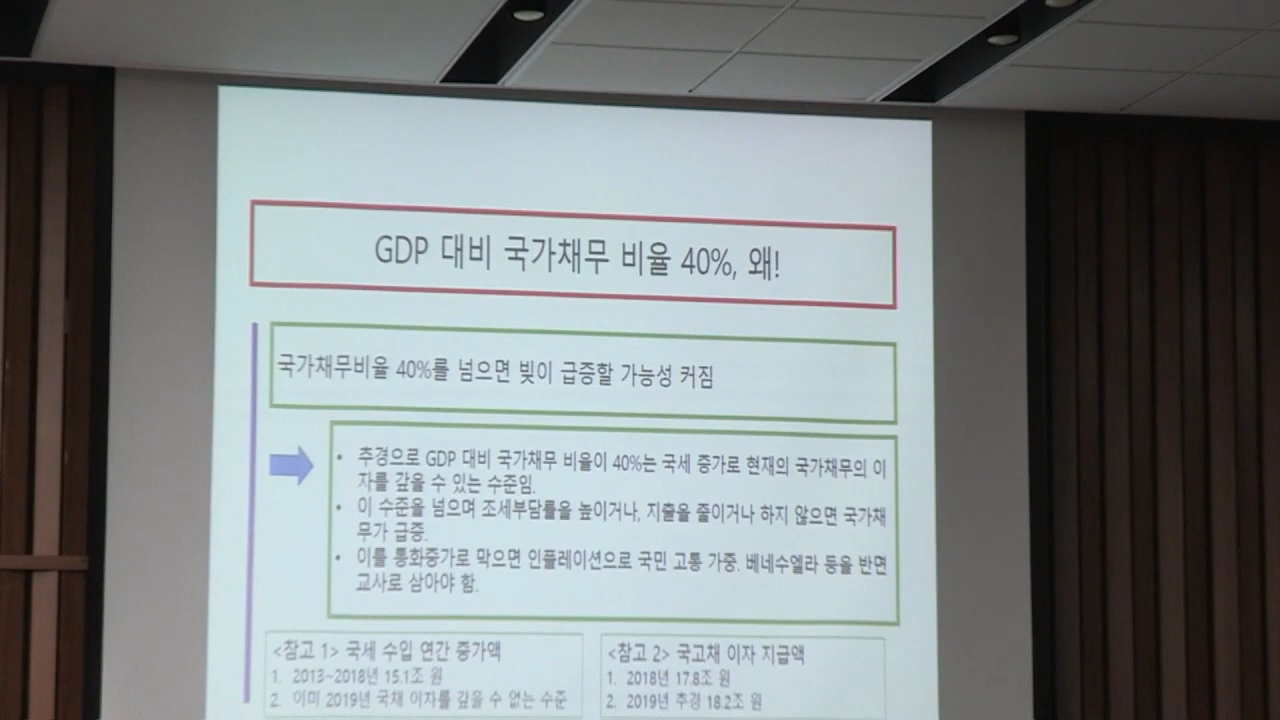 GDP 대비 국가채무 비율 40%, 왜!
국가채무비율 40%를 넘으면 빚이 급증할 가능성 커짐
• 추경으로 GDP 대비 국가채무 비율이 40%는 국세 증가로 현재의 국가채무의 이
자를 갚을 수 있는 수준임.
• 이 수준을 넘으며 조세부담률을 높이거나, 지출을 줄이거나 하지 않으면 국가채
무가 급증.
• 이를 통화증가로 막으면 인플레이션으로 국민 고통 가중. 베네수엘라 등을 반면
교사로 삼아야 함.
<참고 1> 국세 수입 연간 증가액
1. 2013~2018년 15.1조 원
2. 이미 2019년 국채 이자를 갚을 수 없는 수준
<참고 2> 국고채 이자 지급액
1. 2018년 17.8조 원
2. 2019년 추경 18.2조 원